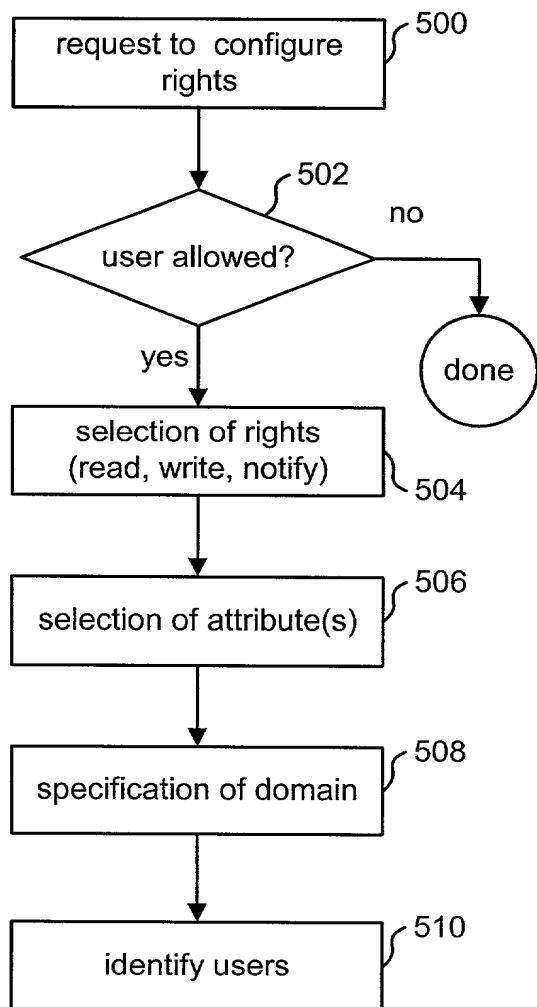 500
request to configure
rights
502
no
user allowed?
yes
done
selection of rights
(read, write, notify)
504
506
selection of attribute(s)
508
specification of domain
510
identify users